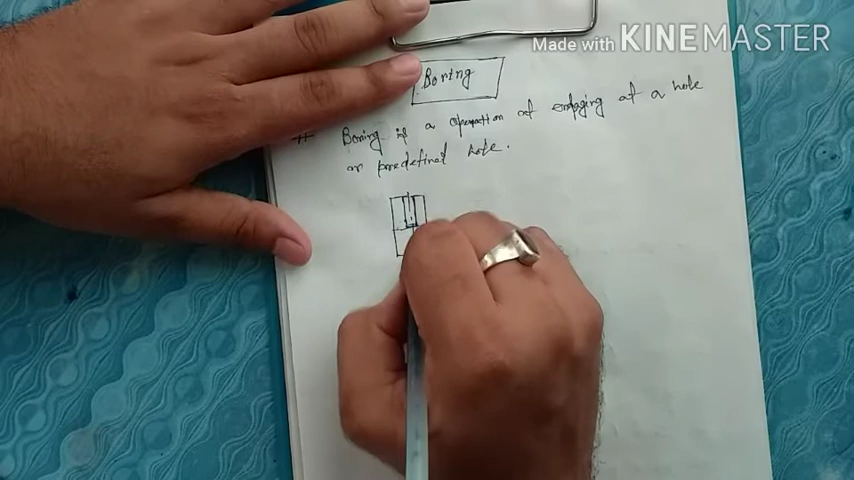 Made with KINEMASTER
Boring
# Boring is a operation of enlarging of a hole
or predefined hole.